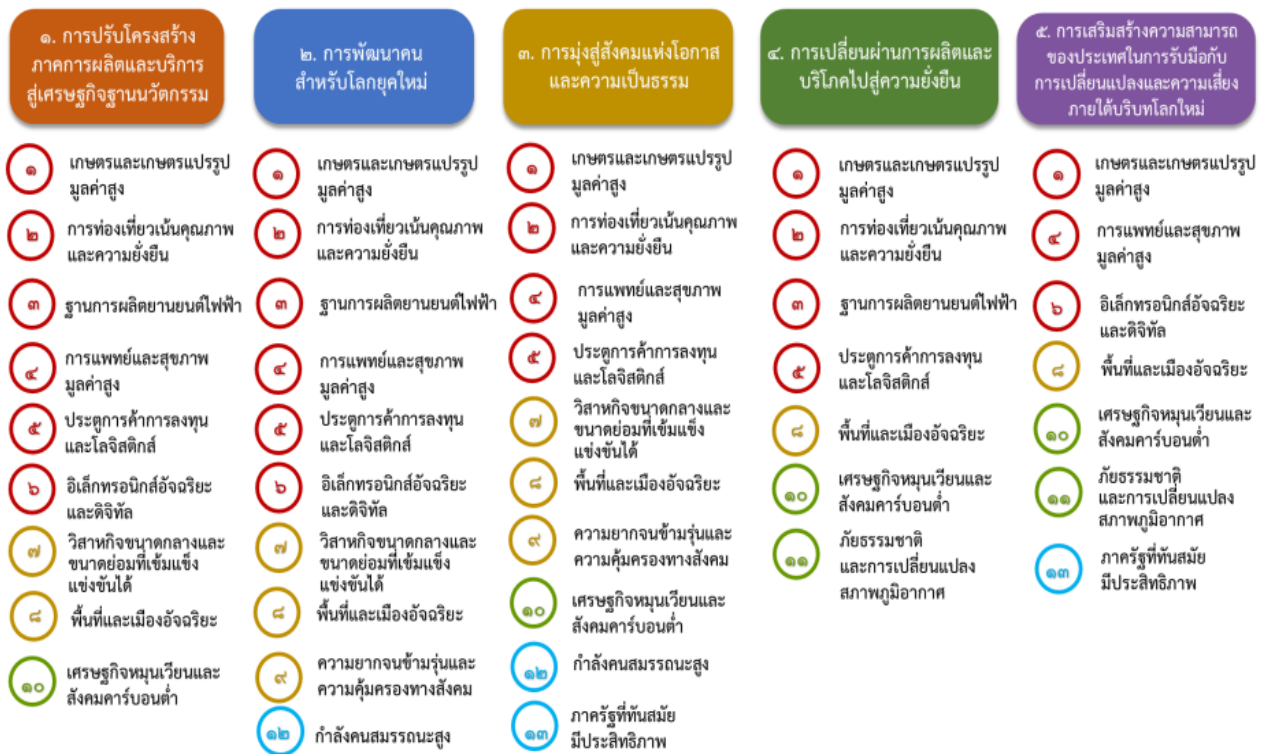 ๑. การปรับโครงสร้าง
ภาคการผลิตและบริการ
สู่เศรษฐกิจฐานนวัตกรรม
๑
เกษตรและเกษตรแปรรูป
มูลค่าสูง
๒
การท่องเที่ยวเน้นคุณภาพ
และความยั่งยืน
๓
ฐานการผลิตยานยนต์ไฟฟ้า
๔
การแพทย์และสุขภาพ
มูลค่าสูง
๕
ประตูการค้าการลงทุน
และโลจิสติกส์
๖
อิเล็กทรอนิกส์อัจฉริยะ
และดิจิทัล
๗
วิสาหกิจขนาดกลางและ
ขนาดย่อมที่เข้มแข็ง
แข่งขันได้
๘
พื้นที่และเมืองอัจฉริยะ
๑๐
เศรษฐกิจหมุนเวียนและ
สังคมคาร์บอนต่ำ
๒. การพัฒนาคน
สำหรับโลกยุคใหม่
๑
เกษตรและเกษตรแปรรูป
มูลค่าสูง
๒
การท่องเที่ยวเน้นคุณภาพ
และความยั่งยืน
๓
ฐานการผลิตยานยนต์ไฟฟ้า
๔
การแพทย์และสุขภาพ
มูลค่าสูง
๕
ประตูการค้าการลงทุน
และโลจิสติกส์
๖
อิเล็กทรอนิกส์อัจฉริยะ
และดิจิทัล
๗
วิสาหกิจขนาดกลางและ
ขนาดย่อมที่เข้มแข็ง
แข่งขันได้
๘
พื้นที่และเมืองอัจฉริยะ
๙
ความยากจนข้ามรุ่นและ
ความคุ้มครองทางสังคม
๑๒
กำลังคนสมรรถนะสูง
๓. การมุ่งสู่สังคมแห่งโอกาส
และความเป็นธรรม
๑
เกษตรและเกษตรแปรรูป
มูลค่าสูง
๒
การท่องเที่ยวเน้นคุณภาพ
และความยั่งยืน
๔
การแพทย์และสุขภาพ
มูลค่าสูง
๕
ประตูการค้าการลงทุน
และโลจิสติกส์
๗
วิสาหกิจขนาดกลางและ
ขนาดย่อมที่เข้มแข็ง
แข่งขันได้
๘
พื้นที่และเมืองอัจฉริยะ
๙
ความยากจนข้ามรุ่นและ
ความคุ้มครองทางสังคม
๑๐
เศรษฐกิจหมุนเวียนและ
สังคมคาร์บอนต่ำ
๑๒
กำลังคนสมรรถนะสูง
๑๓
ภาครัฐที่ทันสมัย
มีประสิทธิภาพ
๔. การเปลี่ยนผ่านการผลิตและ
บริโภคไปสู่ความยั่งยืน
๑
เกษตรและเกษตรแปรรูป
มูลค่าสูง
๒
การท่องเที่ยวเน้นคุณภาพ
และความยั่งยืน
๓
ฐานการผลิตยานยนต์ไฟฟ้า
๕
ประตูการค้าการลงทุน
และโลจิสติกส์
๘
พื้นที่และเมืองอัจฉริยะ
๑๐
เศรษฐกิจหมุนเวียนและ
สังคมคาร์บอนต่ำ
๑๑
ภัยธรรมชาติ
และการเปลี่ยนแปลง
สภาพภูมิอากาศ
๕. การเสริมสร้างความสามารถ
ของประเทศในการรับมือกับ
การเปลี่ยนแปลงและความเสี่ยง
ภายใต้บริบทโลกใหม่
๑
เกษตรและเกษตรแปรรูป
มูลค่าสูง
๔
การแพทย์และสุขภาพ
มูลค่าสูง
๖
อิเล็กทรอนิกส์อัจฉริยะ
และดิจิทัล
๘
พื้นที่และเมืองอัจฉริยะ
๑๐
เศรษฐกิจหมุนเวียนและ
สังคมคาร์บอนต่ำ
๑๑
ภัยธรรมชาติ
และการเปลี่ยนแปลง
สภาพภูมิอากาศ
๑๓
ภาครัฐที่ทันสมัย
มีประสิทธิภาพ